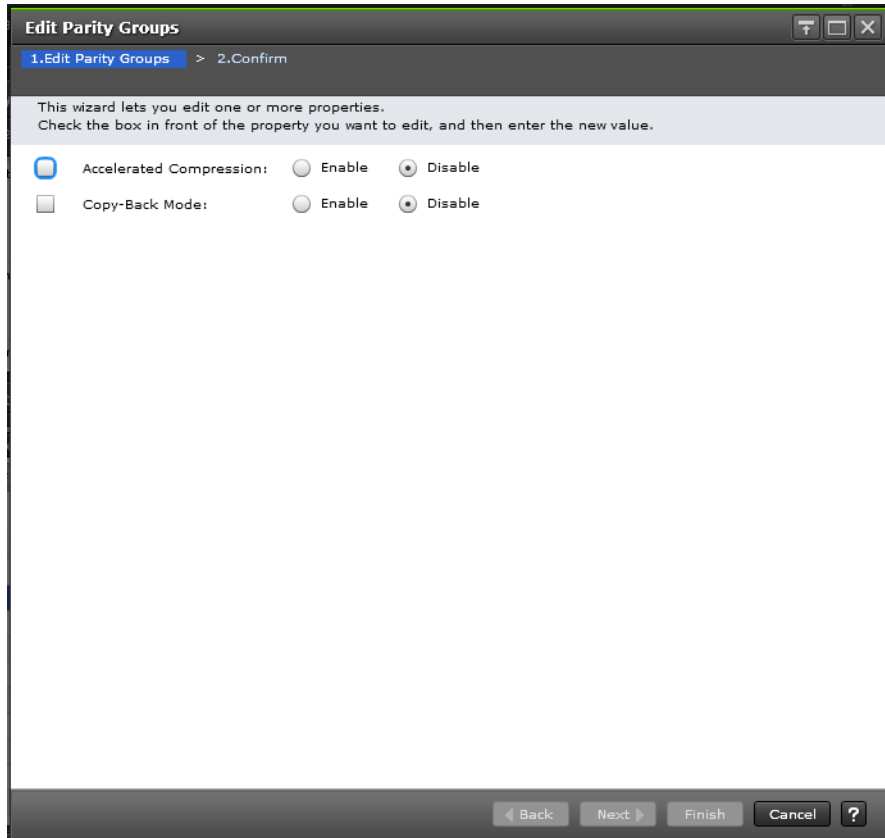 Edit Parity Groups
1.Edit Parity Groups > 2.Confirm
This wizard lets you edit one or more properties.
Check the box in front of the property you want to edit, and then enter the new value.
Accelerated Compression: Enable Disable
Copy-Back Mode: Enable Disable
Back Next Finish Cancel ?